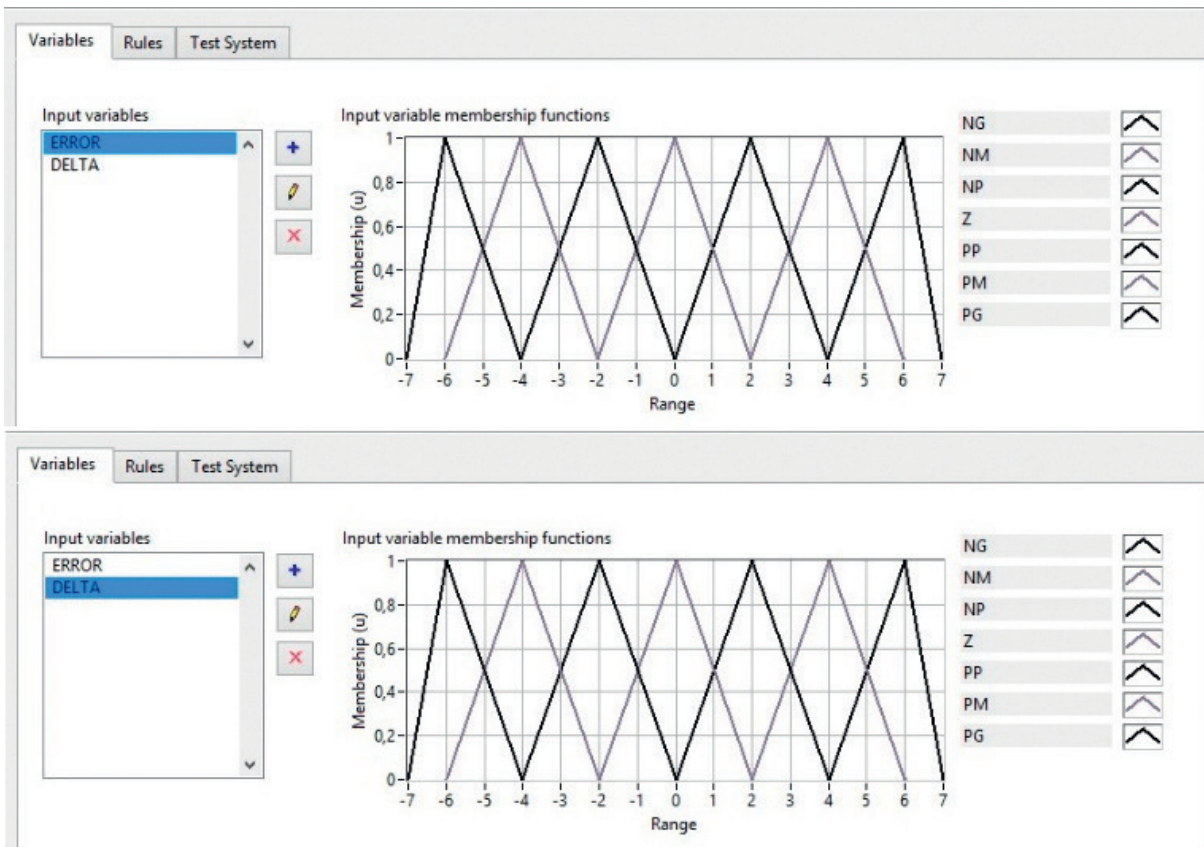 Variables Rules Test System
Input variables
ERROR
DELTA
Input variable membership functions
Membership (u)
1
0,8
0,6
0,4
0,2
0
-7 -6 -5 -4 -3 -2 -1 0 1 2 3 4 5 6 7
Range
NG
NM
NP
Z
PP
PM
PG
Variables Rules Test System
Input variables
ERROR
DELTA
Input variable membership functions
Membership (u)
1
0,8
0,6
0,4
0,2
0
-7 -6 -5 -4 -3 -2 -1 0 1 2 3 4 5 6 7
Range
NG
NM
NP
Z
PP
PM
PG